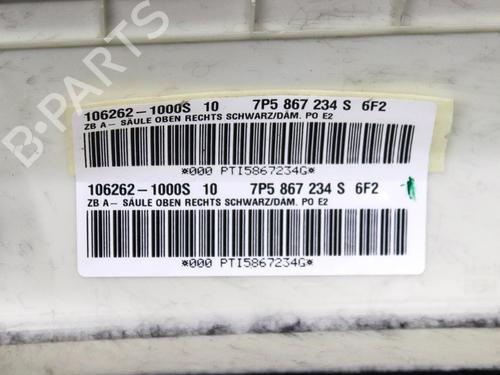 106262-1000S 10 7P5 867 234 S 6F2
ZB A- SÄULE OBEN RECHTS SCHWARZ/DÄM. PO E2
*000 PTI5867234G*
106262-1000S 10 7P5 867 234 S 6F2
ZB A- SÄULE OBEN RECHTS SCHWARZ/DÄM. PO E2
*000 PTI5867234G*
B-PARTS